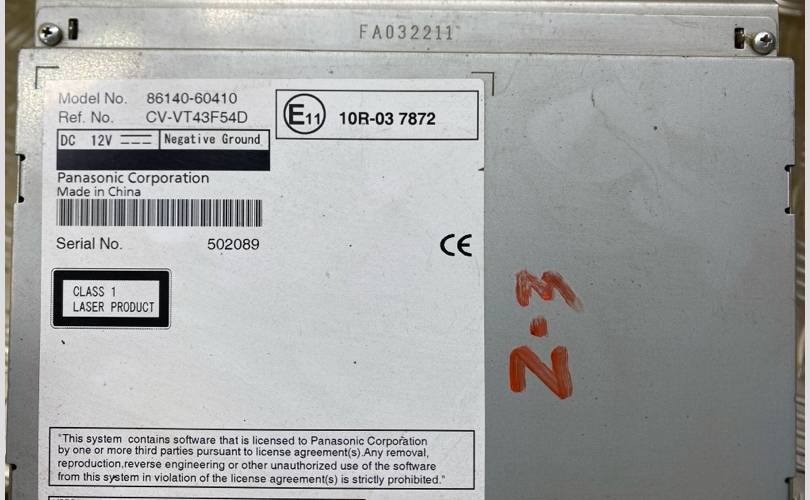 FA032211
Model No. 86140-60410
Ref. No. CV-VT43F54D
DC 12V Negative Ground
E11 10R-03 7872
Panasonic Corporation
Made in China
Serial No. 502089
CE
CLASS 1
LASER PRODUCT
2.3
"This system contains software that is licensed to Panasonic Corporation
by one or more third parties pursuant to license agreement(s).Any removal,
reproduction,reverse engineering or other unauthorized use of the software
from this system in violation of the license agreement(s) is strictly prohibited."